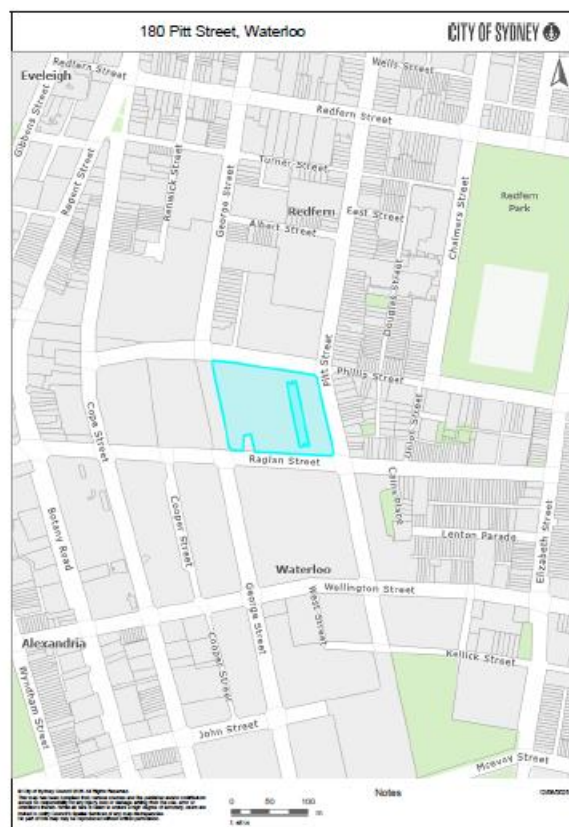 180 Pitt Street, Waterloo
CITY OF SYDNEY
Eveleigh
Redfern Street
Wells Street
Gibbons Street
Redfern Street
Regent Street
Renwick Street
George Street
Turner Street
Chalmers Street
Redfern
Park
Redfern
East Street
Albert Street
Douglas Street
Pitt Street
Phillip Street
Cope Street
Union Street
Raglan Street
Cooper Street
Botany Road
Lenton Parade
Elizabeth Street
Waterloo
Wellington Street
West Street
George Street
Alexandria
Cooper Street
Kellick Street
Wyndham Street
John Street
Mcevoy Street
Notes
0
50
100
m